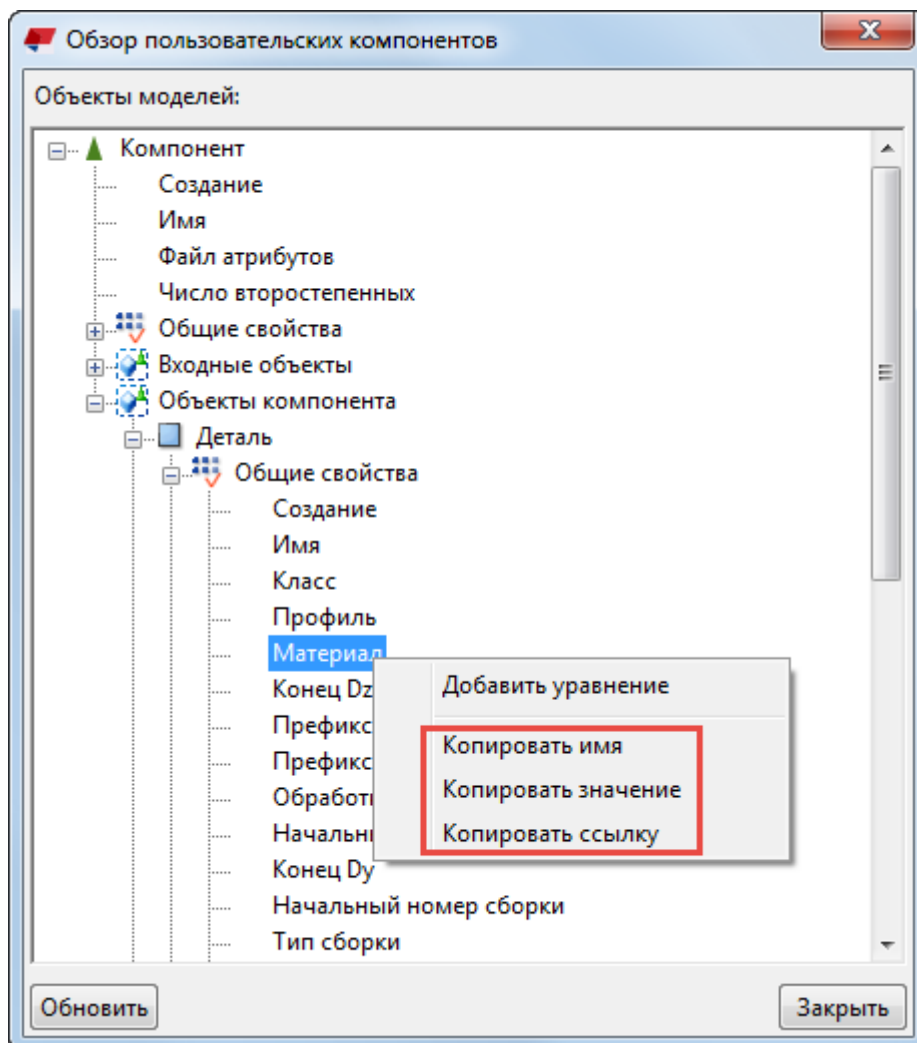 Обзор пользовательских компонентов
Объекты моделей:
Компонент
Создание
Имя
Файл атрибутов
Число второстепенных
Общие свойства
Входные объекты
Объекты компонента
Деталь
Общие свойства
Создание
Имя
Класс
Профиль
Материал
Конец Dz
Добавить уравнение
Префикс
Копировать имя
Префикс
Копировать значение
Копировать ссылку
Конец Dy
Начальный номер сборки
Тип сборки
Обновить
Закрыть